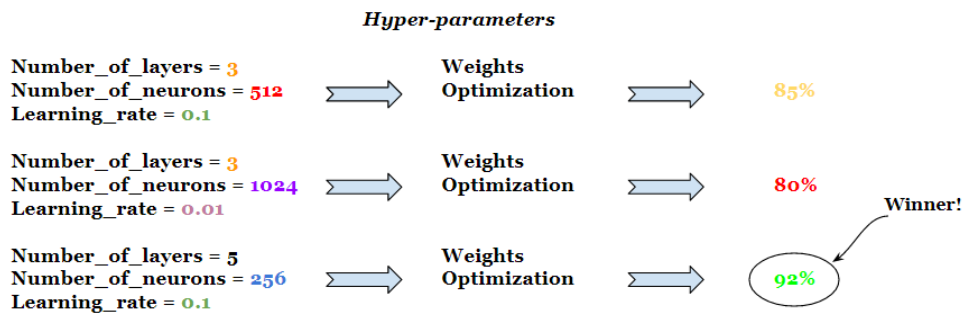 Hyper-parameters
Number_of_layers = 3
Number_of_neurons = 512
Learning_rate = 0.1
Weights
Optimization
85%
Number_of_layers = 3
Number_of_neurons = 1024
Learning_rate = 0.01
Weights
Optimization
80%
Winner!
Number_of_layers = 5
Number_of_neurons = 256
Learning_rate = 0.1
Weights
Optimization
92%